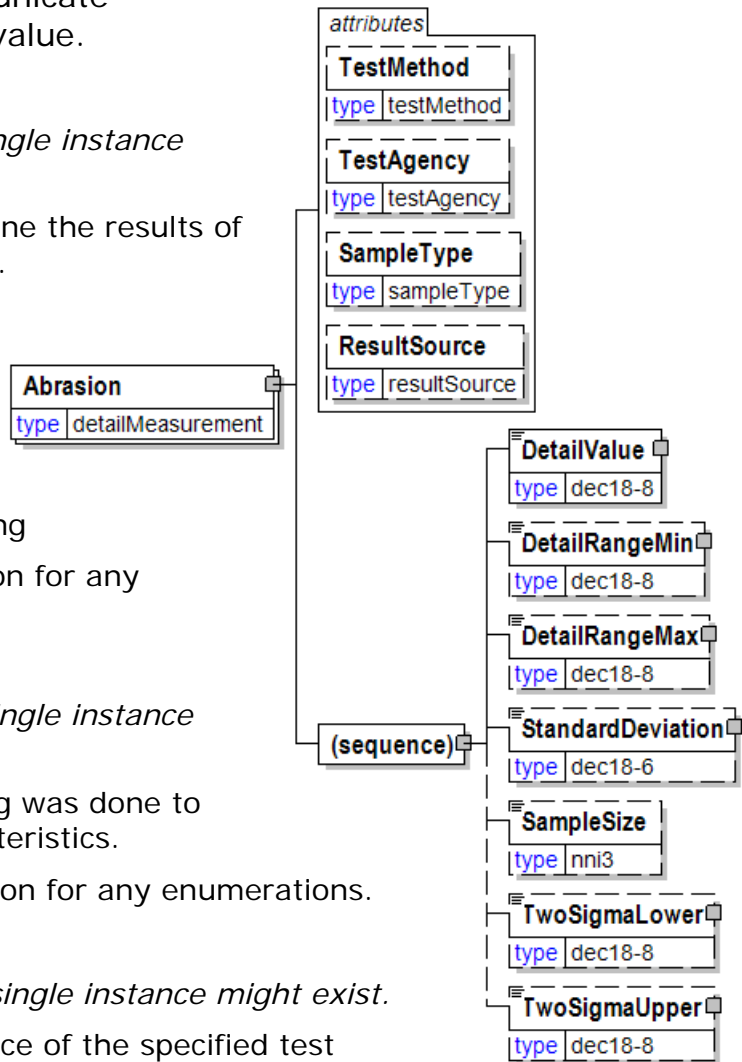 unicate
value.
ngle instance
ne the results of
.
ng
on for any
ingle instance
g was done to
teristics.
on for any enumerations.
single instance might exist.
ce of the specified test
attributes
TestMethod
type testMethod
TestAgency
type testAgency
SampleType
type sampleType
ResultSource
type resultSource
Abrasion
type detailMeasurement
(sequence)
DetailValue
type dec18-8
DetailRangeMin
type dec18-8
DetailRangeMax
type dec18-8
StandardDeviation
type dec18-6
SampleSize
type nni3
TwoSigmaLower
type dec18-8
TwoSigmaUpper
type dec18-8